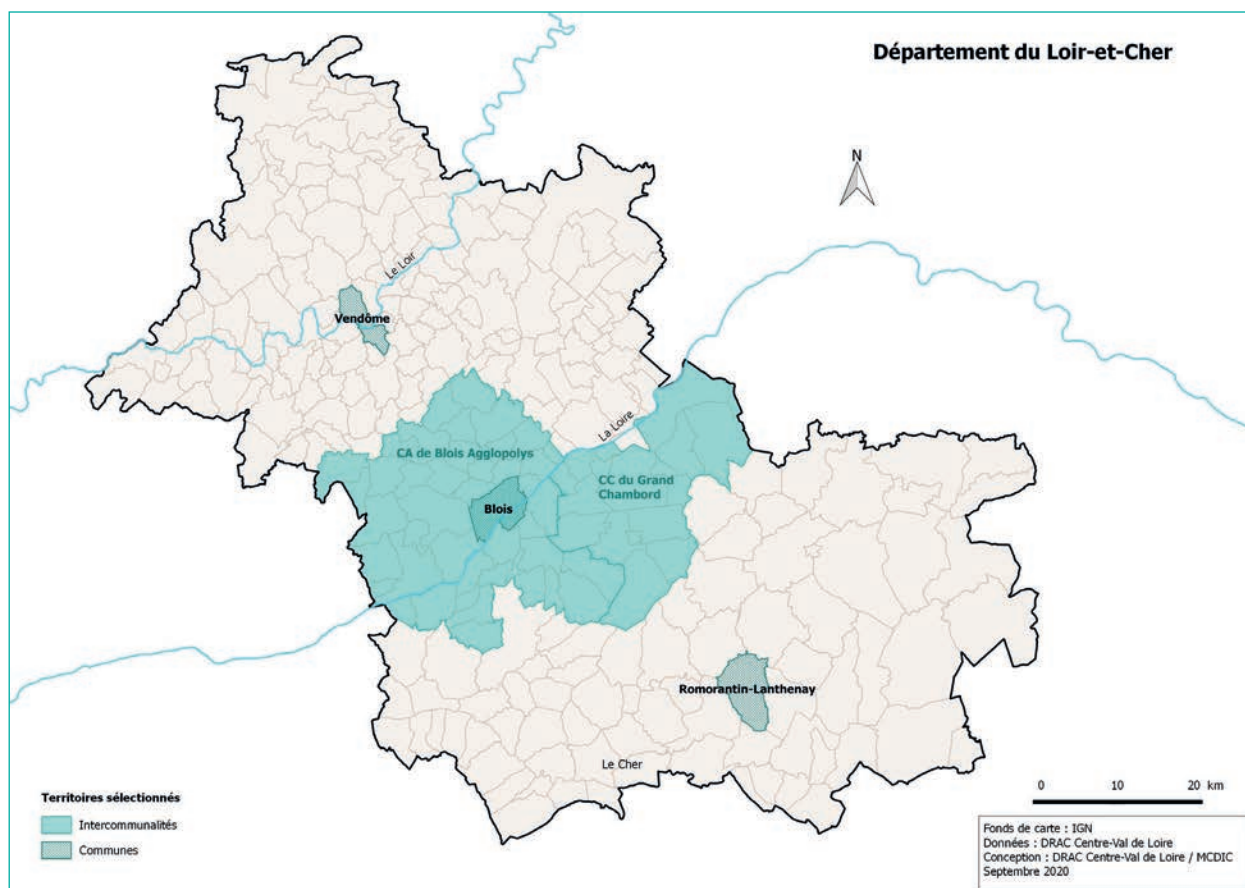 Département du Loir-et-Cher
N
Le Loir
Vendôme
La Loire
CA de Blois Agglopolys
CC du Grand
Chambord
Blois
Romorantin-Lanthenay
Le Cher
Territoires sélectionnés
Intercommunalités
Communes
0 10 20 km
Fonds de carte : IGN
Données : DRAC Centre-Val de Loire
Conception : DRAC Centre-Val de Loire / MCDIC
Septembre 2020